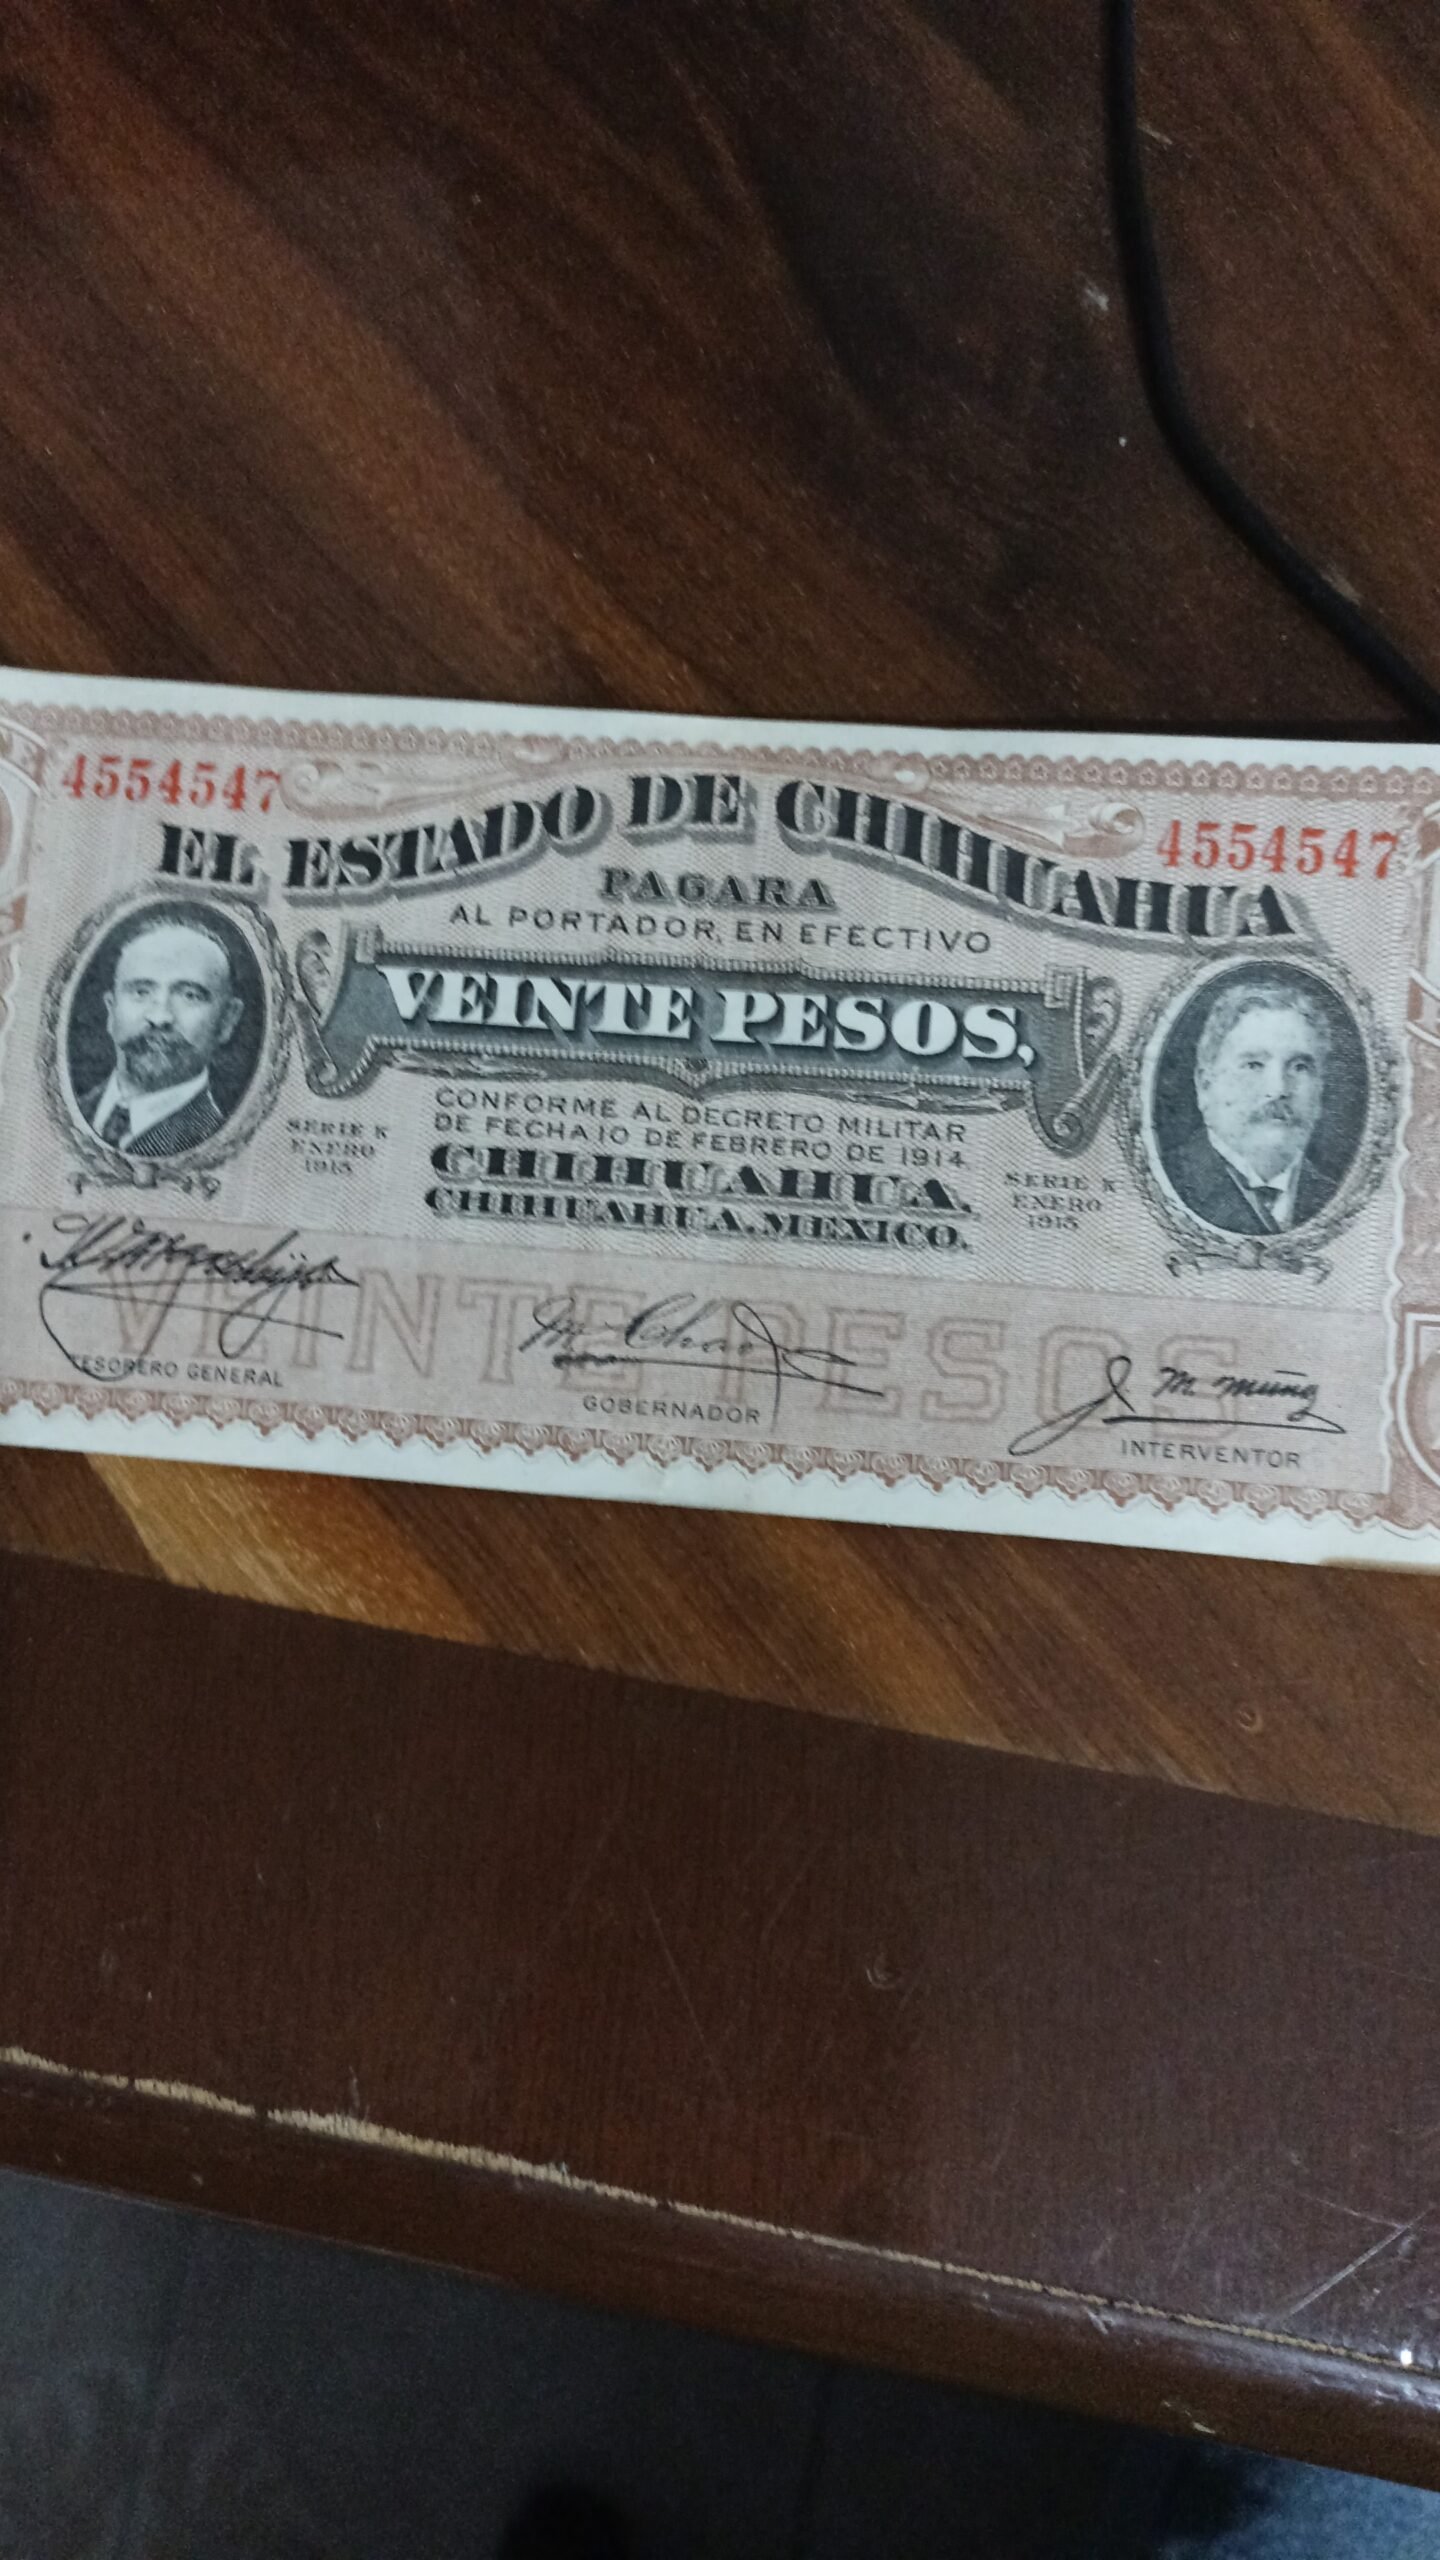 4554547
4554547
EL ESTADO DE CHIHUAHUA
PAGARA
AL PORTADOR, EN EFECTIVO
VEINTE PESOS,
CONFORME AL DECRETO MILITAR
DE FECHA 10 DE FEBRERO DE 1914.
CHIHUAHUA,
CHIHUAHUA, MEXICO.
SERIE K
ENERO
1915
SERIE K
ENERO
1915
VEINTE PESOS
TESORERO GENERAL
M. Chao
GOBERNADOR
J. M. Muñoz
INTERVENTOR